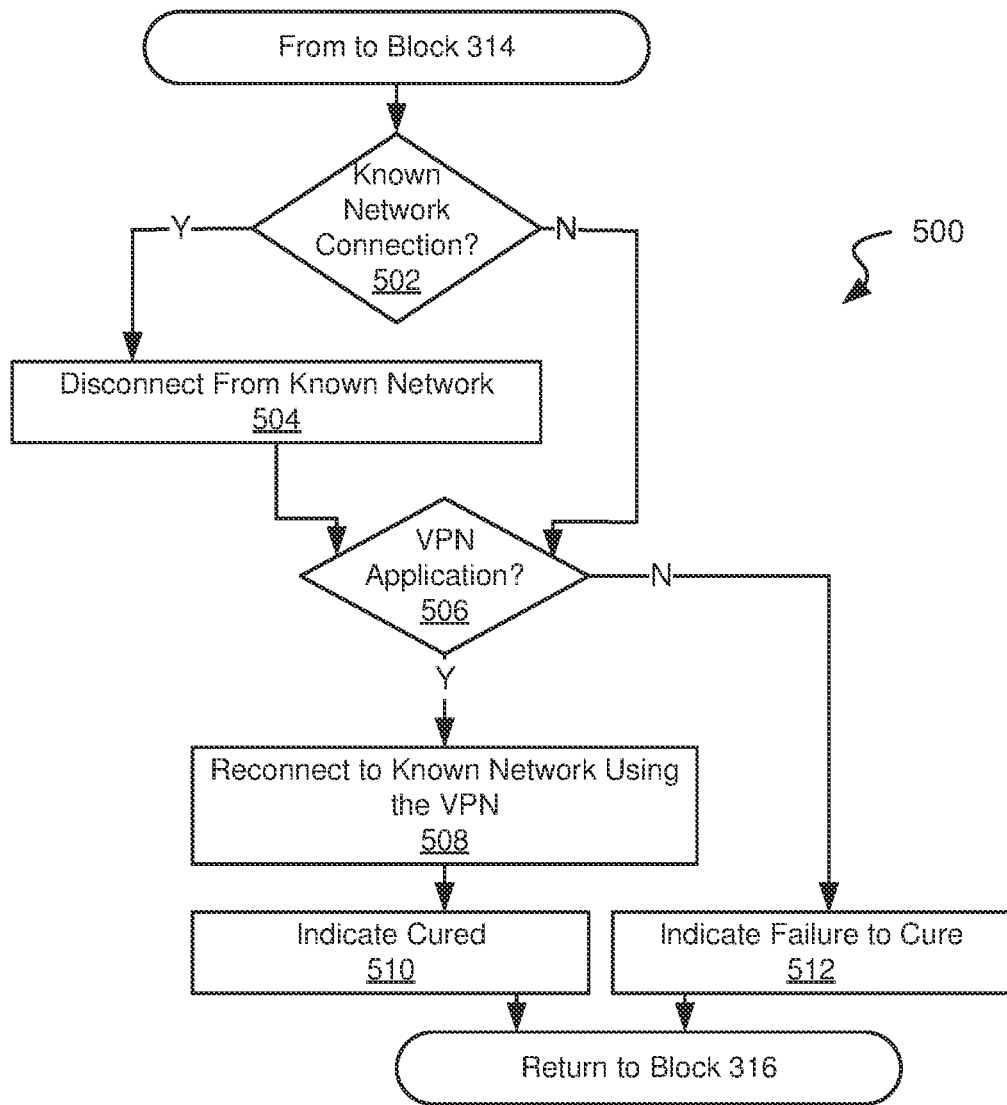 From to Block 314
Known
Network
Connection?
502
Y
N
500
Disconnect From Known Network
504
VPN
Application?
506
N
Y
Reconnect to Known Network Using
the VPN
508
Indicate Cured
510
Indicate Failure to Cure
512
Return to Block 316